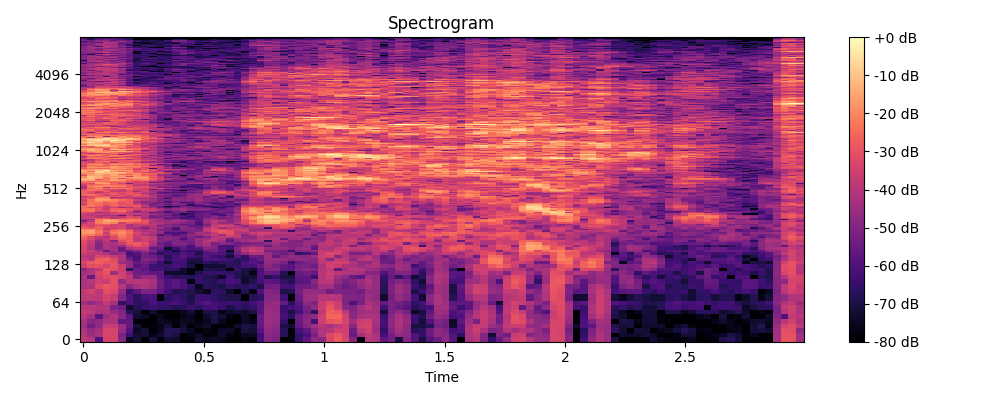 Spectrogram
Hz
4096
2048
1024
512
256
128
64
0
0
0.5
1
1.5
2
2.5
Time
+0 dB
-10 dB
-20 dB
-30 dB
-40 dB
-50 dB
-60 dB
-70 dB
-80 dB